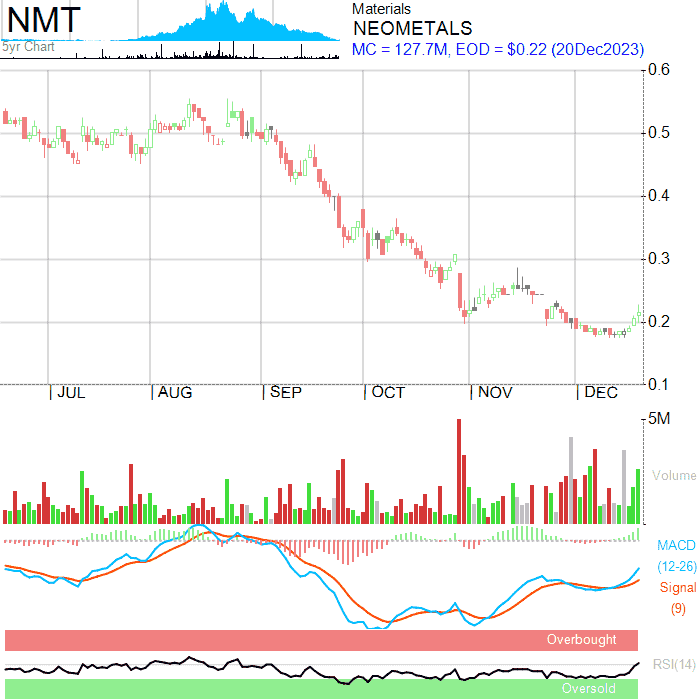 NMT
5yr Chart
Materials
NEOMETALS
MC = 127.7M, EOD = $0.22 (20Dec2023)
0.6
0.5
0.4
0.3
0.2
0.1
JUL
AUG
SEP
OCT
NOV
DEC
5M
Volume
MACD
(12-26)
Signal
(9)
Overbought
RSI(14)
Oversold